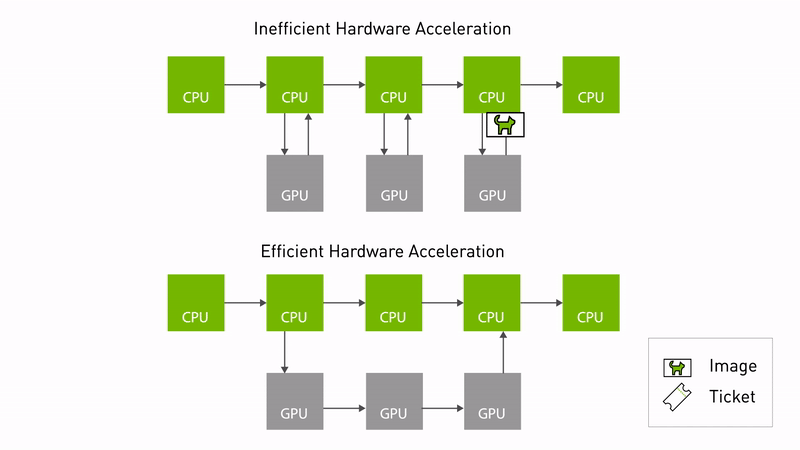 Inefficient Hardware Acceleration
CPU CPU CPU CPU CPU
GPU GPU GPU
Efficient Hardware Acceleration
CPU CPU CPU CPU CPU
GPU GPU GPU
Image
Ticket